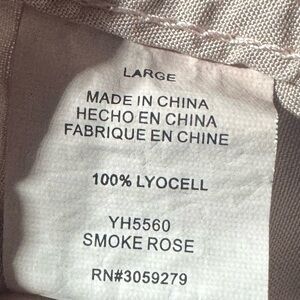 LARGE
MADE IN CHINA
HECHO EN CHINA
FABRIQUE EN CHINE
100% LYOCELL
YH5560
SMOKE ROSE
RN#3059279